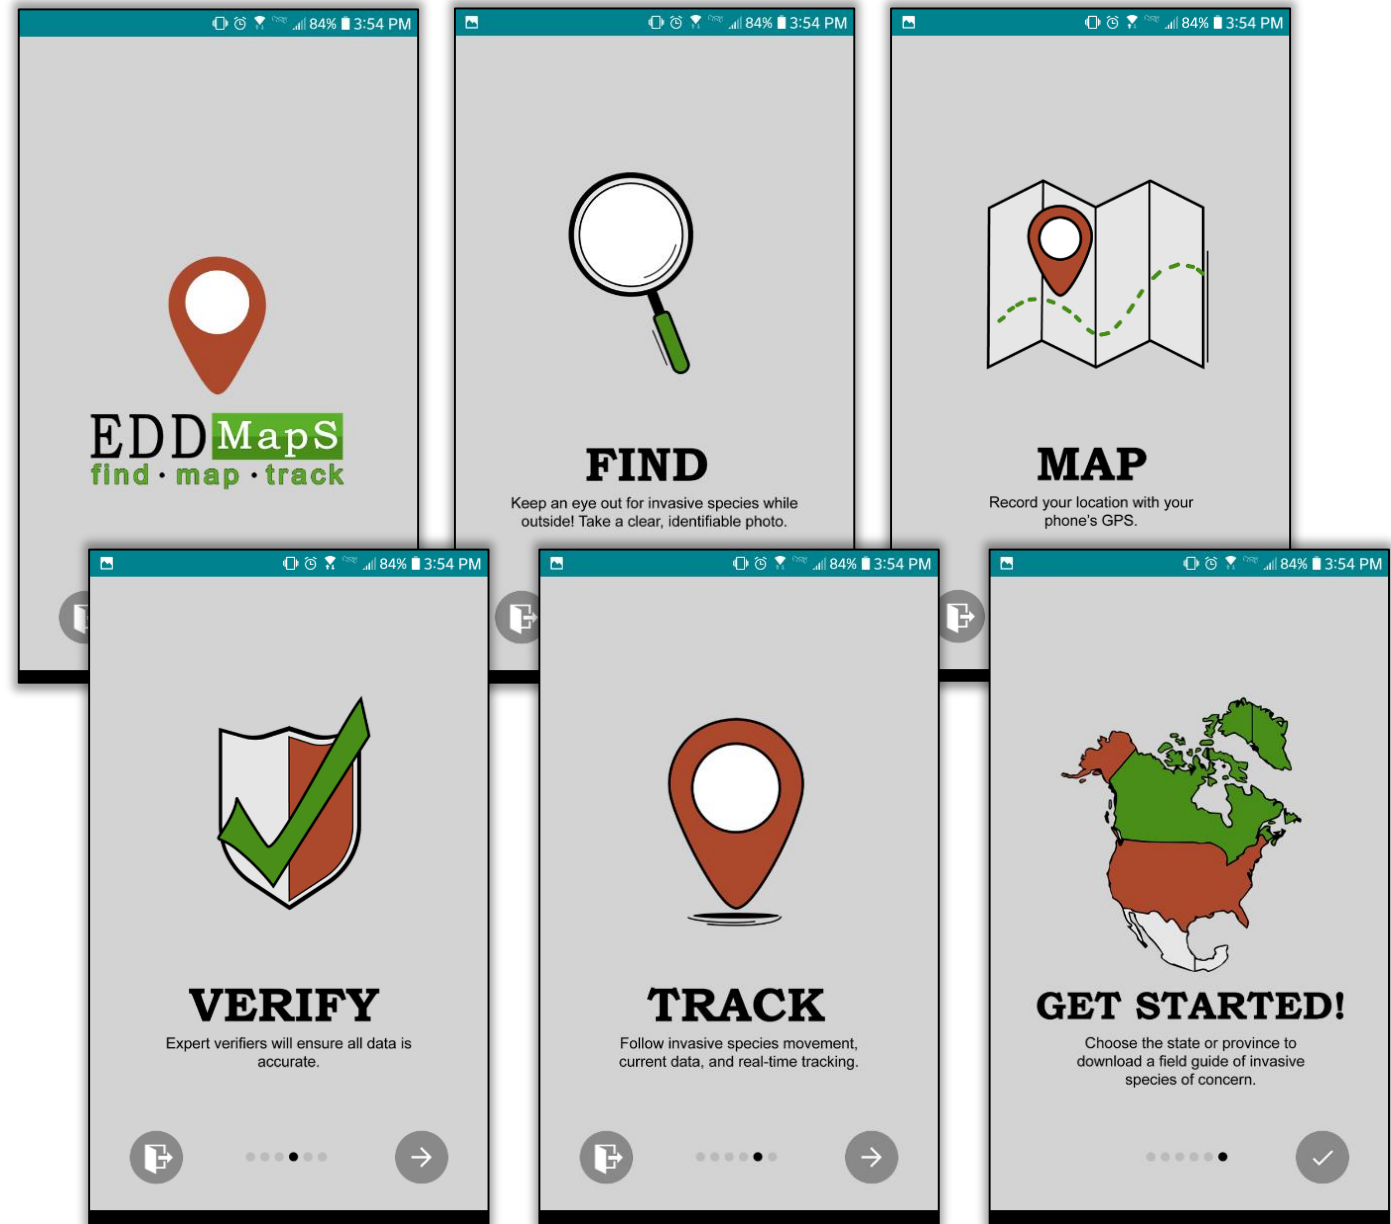 84% 3:54 PM
EDDMapS
find · map · track
84% 3:54 PM
FIND
Keep an eye out for invasive species while
outside! Take a clear, identifiable photo.
84% 3:54 PM
MAP
Record your location with your
phone's GPS.
84% 3:54 PM
VERIFY
Expert verifiers will ensure all data is
accurate.
84% 3:54 PM
TRACK
Follow invasive species movement,
current data, and real-time tracking.
84% 3:54 PM
GET STARTED!
Choose the state or province to
download a field guide of invasive
species of concern.